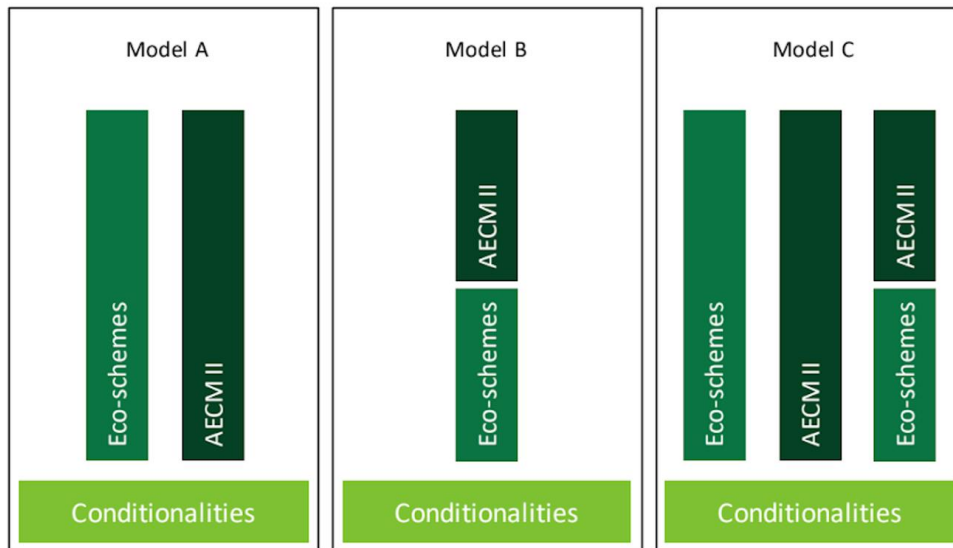 Model A
Eco-schemes
AECM II
Conditionalities
Model B
AECM II
Eco-schemes
Conditionalities
Model C
Eco-schemes
AECM II
AECM II
Eco-schemes
Conditionalities